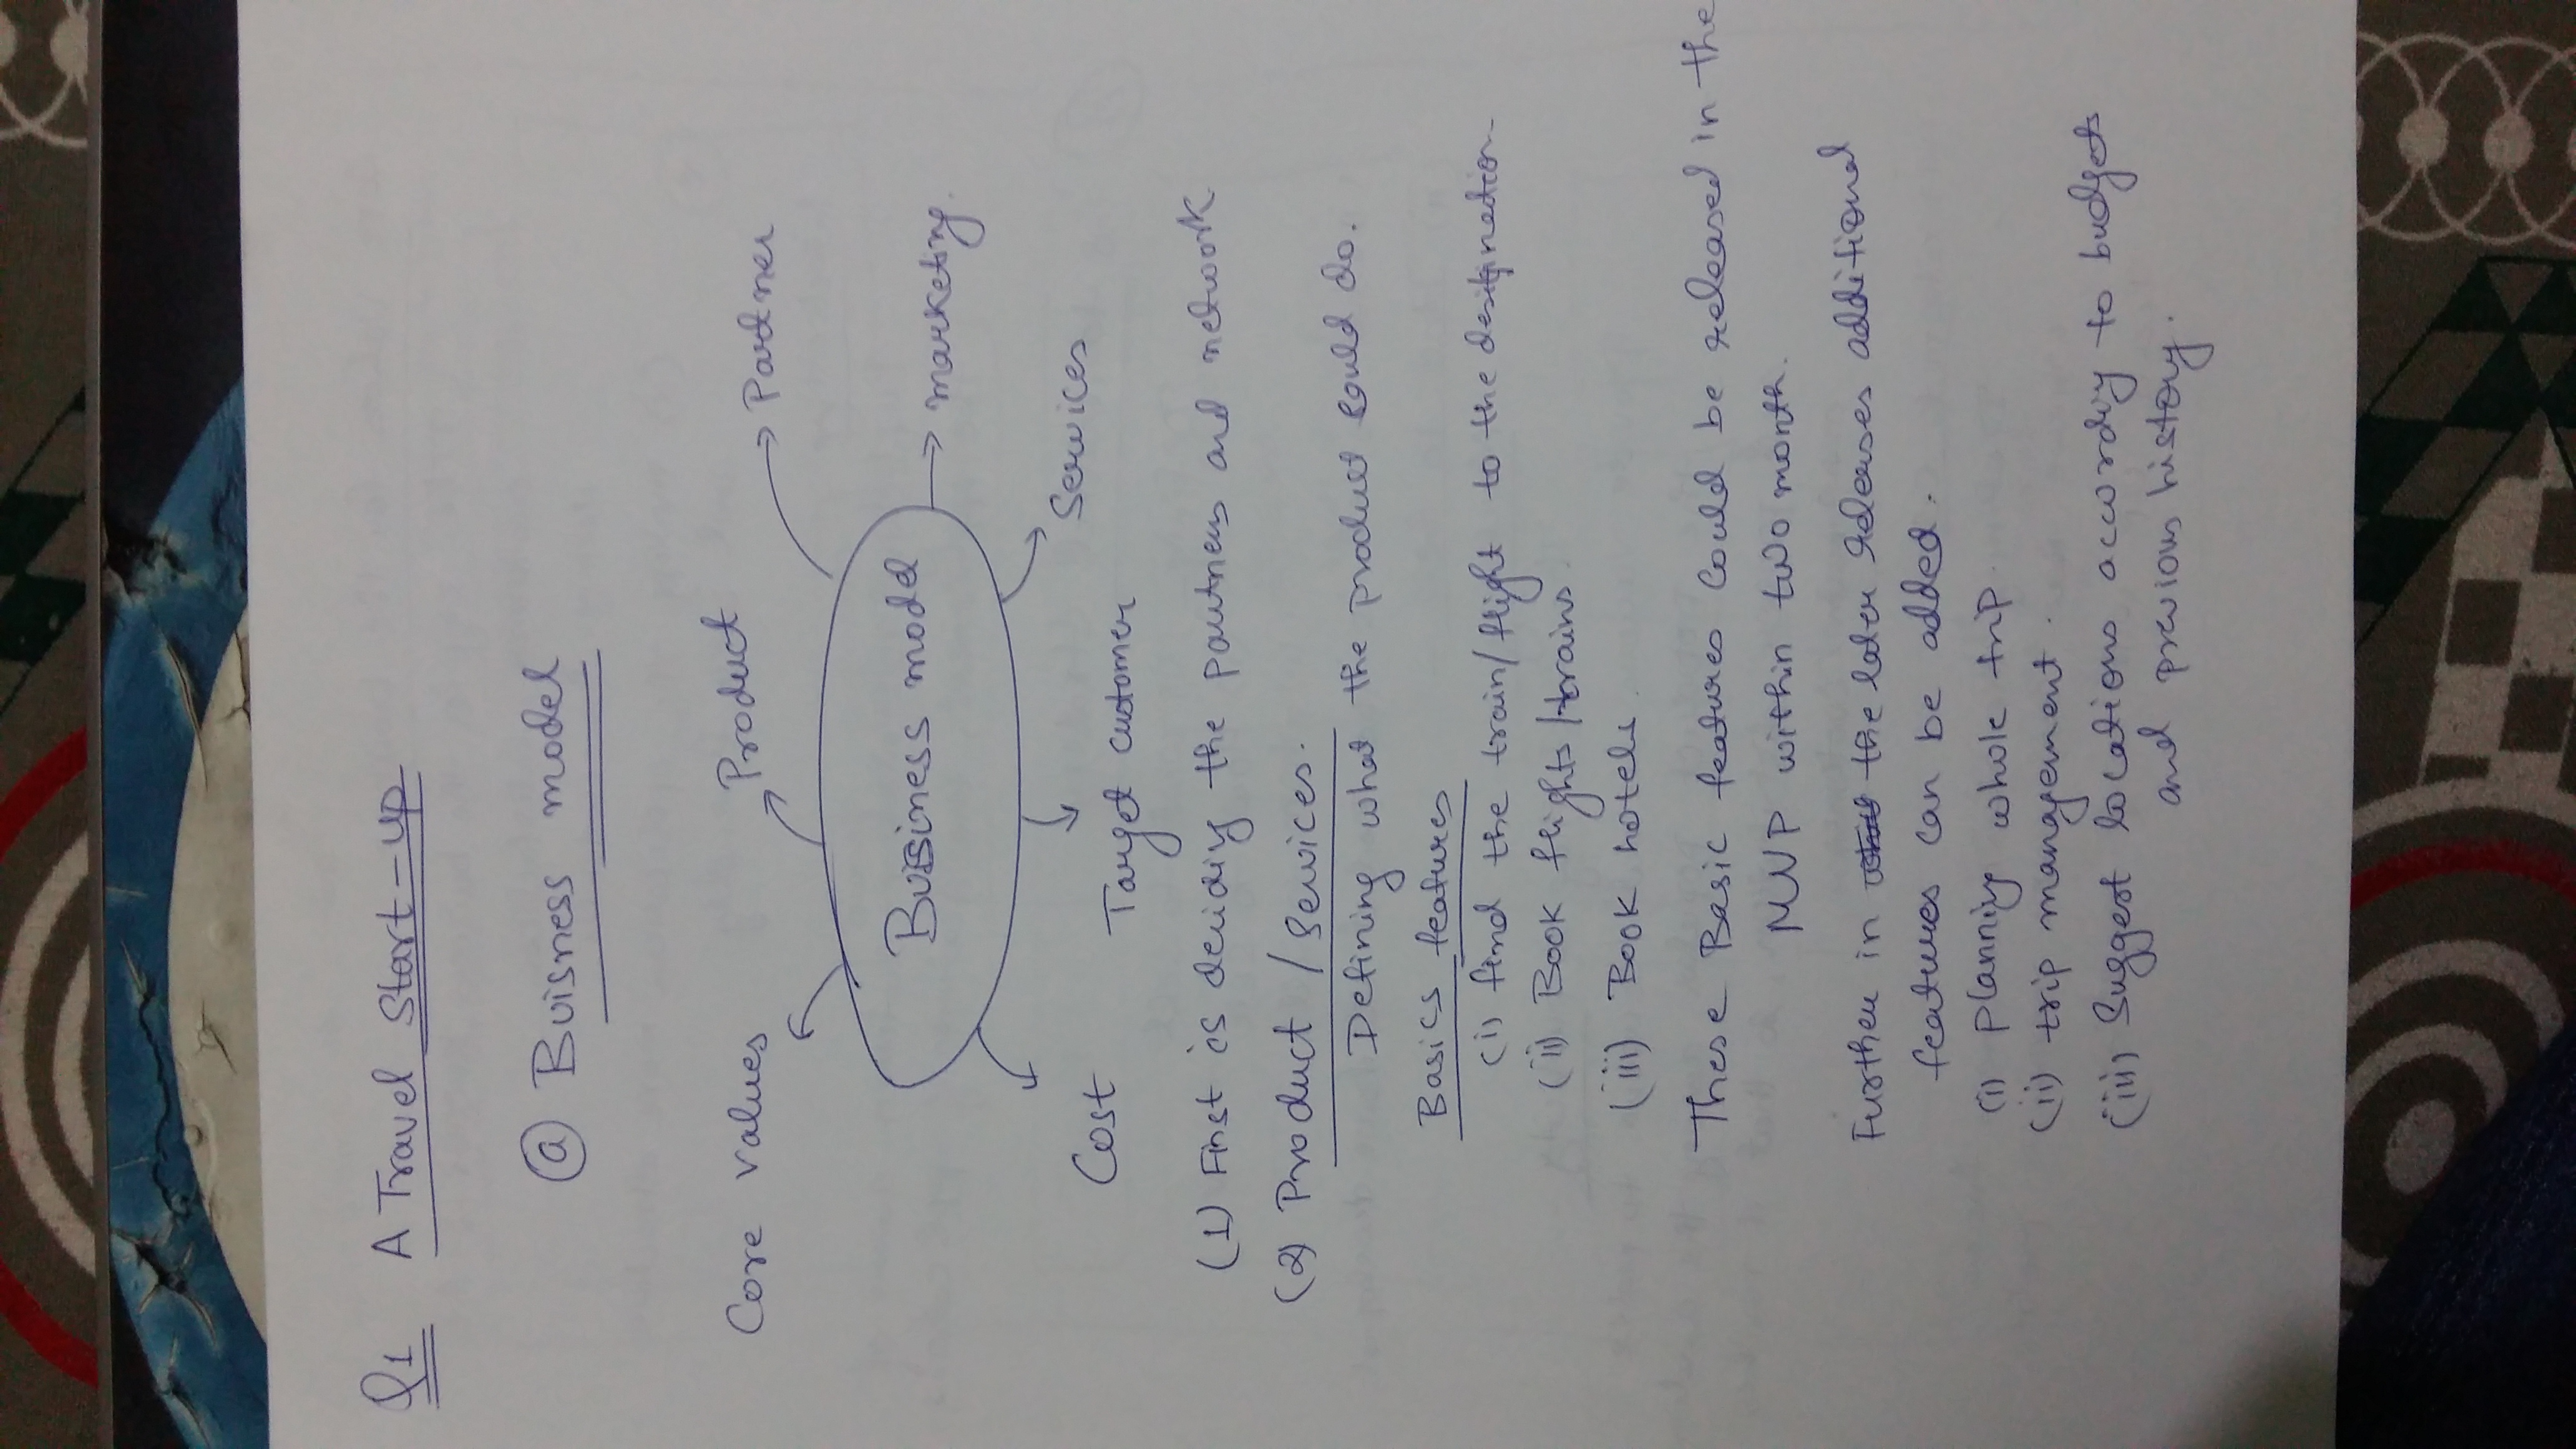 Q1 A Travel Start-up
(a) Buisness model
Core values
Product
Partner
Business model
marketing.
Services
Cost
Target customer
(1) First is deciding the partners and network
(2) Product / Services.
Defining what the product could do.
Basics features
(i) find the train/flight to the destination
(ii) Book flights/trains.
(iii) Book hotels.
These Basic features could be released in the
MVP within two month.
Further in the later releases additional
features can be added.
(i) planning whole trip.
(ii) trip management.
(iii) Suggest locations according to budgets
and previous history.